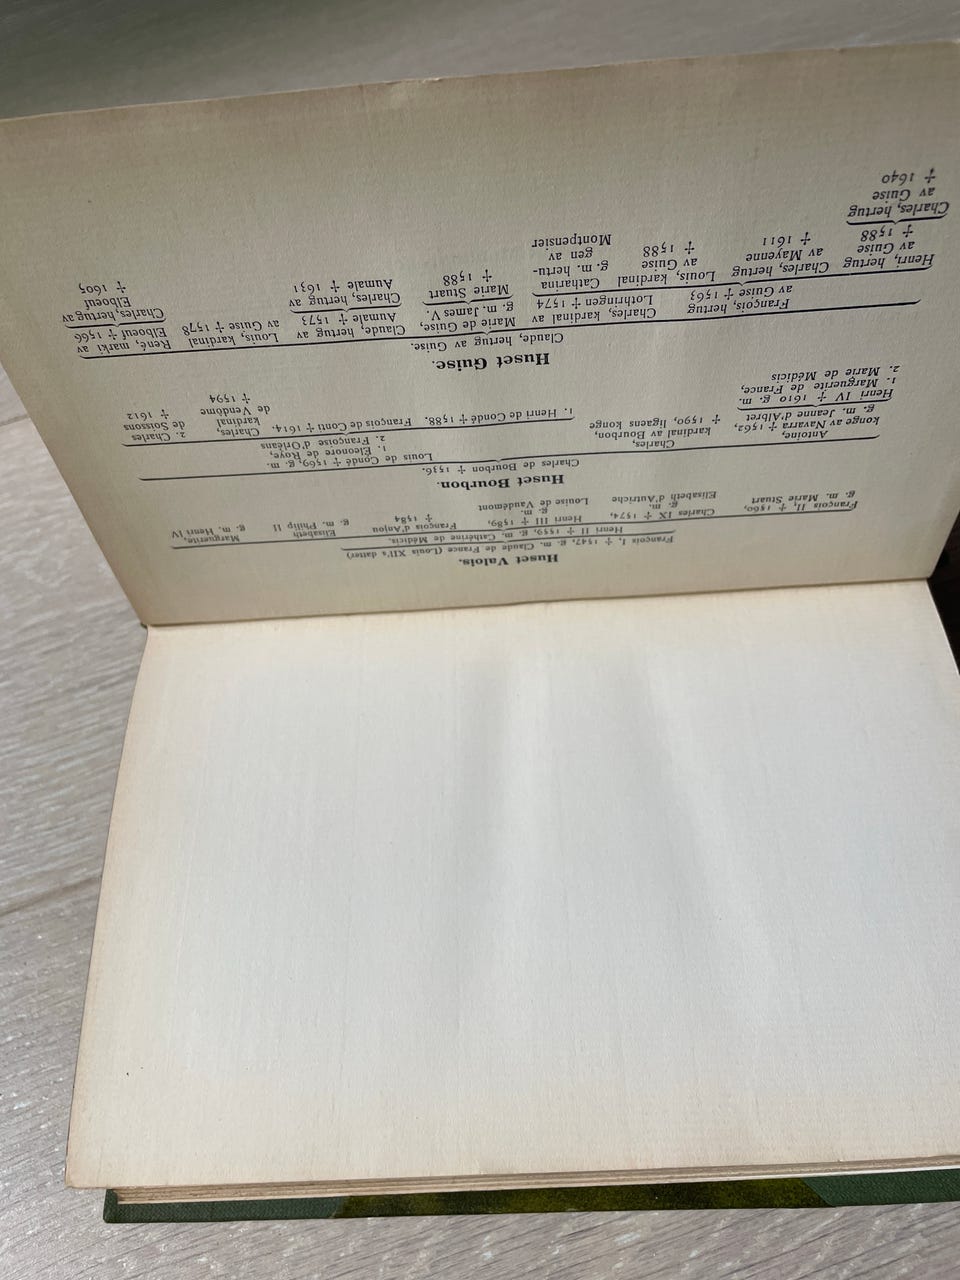 Huset Valois.
François I, † 1547, g. m. Claude de France (Louis XII's datter)
Henri II † 1559, g. m. Cathérine de Médicis.
François, II, † 1560,
g. m. Marie Stuart
Charles IX † 1574,
g. m.
Elisabeth d'Autriche
Henri III † 1589,
g. m.
Louise de Vaudémont
François d'Anjou
† 1584
Elisabeth
g. m. Philip II
Marguerite,
g. m. Henri IV
Huset Bourbon.
Charles de Bourbon † 1536.
Antoine,
konge av Navarra † 1562,
g. m. Jeanne d'Albret
Henri IV † 1610 g. m.
1. Marguerite de France,
2. Marie de Médicis
Charles,
kardinal av Bourbon,
† 1590, ligens konge
Louis de Condé † 1569, g. m.
1. Eleonore de Roye,
2. Françoise d'Orléans
1. Henri de Condé † 1588,
François de Conti † 1614,
Charles,
kardinal
de Vendôme
† 1594
2. Charles
de Soissons
† 1612
Huset Guise.
Claude, hertug av Guise.
François, hertug
av Guise † 1563
Charles, kardinal av
Lothringen † 1574
Marie de Guise,
g. m. James V.
Marie Stuart
† 1588
Claude, hertug av
Aumale † 1573
Charles, hertug av
Aumale † 1631
Louis, kardinal
av Guise † 1578
René, marki av
Elboeuf † 1566
Charles, hertug av
Elboeuf
† 1605
Henri, hertug
av Guise
† 1588
Charles, hertug
av Guise
† 1640
Charles, hertug
av Mayenne
† 1611
Louis, kardinal
av Guise
† 1588
Catharina
g. m. hertu-
gen av
Montpensier